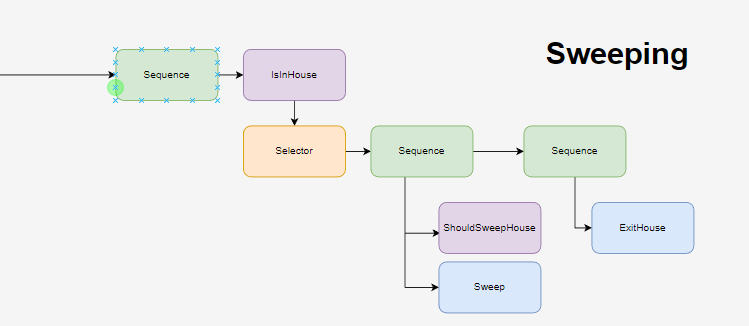 Sweeping
Sequence
IsInHouse
Selector
Sequence
Sequence
ShouldSweepHouse
ExitHouse
Sweep